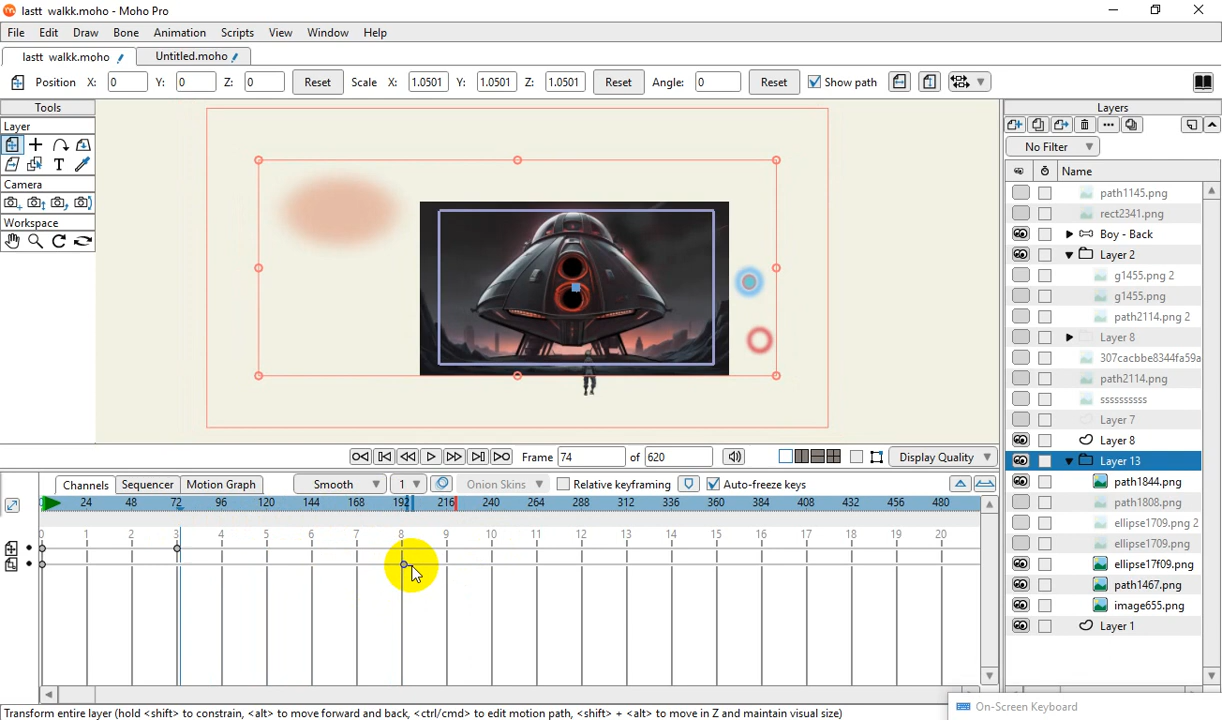 lastt walkk.moho - Moho Pro
File Edit Draw Bone Animation Scripts View Window Help
lastt walkk.moho Untitled.moho
Position X: 0 Y: 0 Z: 0 Reset Scale X: 1.0501 Y: 1.0501 Z: 1.0501 Reset Angle: 0 Reset Show path
Tools
Layer
Camera
Workspace
Layers
No Filter
Name
path1145.png
rect2341.png
Boy - Back
Layer 2
g1455.png 2
g1455.png
path2114.png 2
Layer 8
307cacbbe8344fa59a
path2114.png
ssssssssss
Layer 7
Layer 8
Layer 13
path1844.png
path1808.png
ellipse1709.png 2
ellipse1709.png
ellipse17f09.png
path1467.png
image655.png
Layer 1
Frame 74 of 620 Display Quality
Channels Sequencer Motion Graph Smooth 1 Onion Skins Relative keyframing Auto-freeze keys
24 48 72 96 120 144 168 192 216 240 264 288 312 336 360 384 408 432 456 480
0 1 2 3 4 5 6 7 8 9 10 11 12 13 14 15 16 17 18 19 20
On-Screen Keyboard
Transform entire layer (hold <shift> to constrain, <alt> to move forward and back, <ctrl/cmd> to edit motion path, <shift> + <alt> to move in Z and maintain visual size)